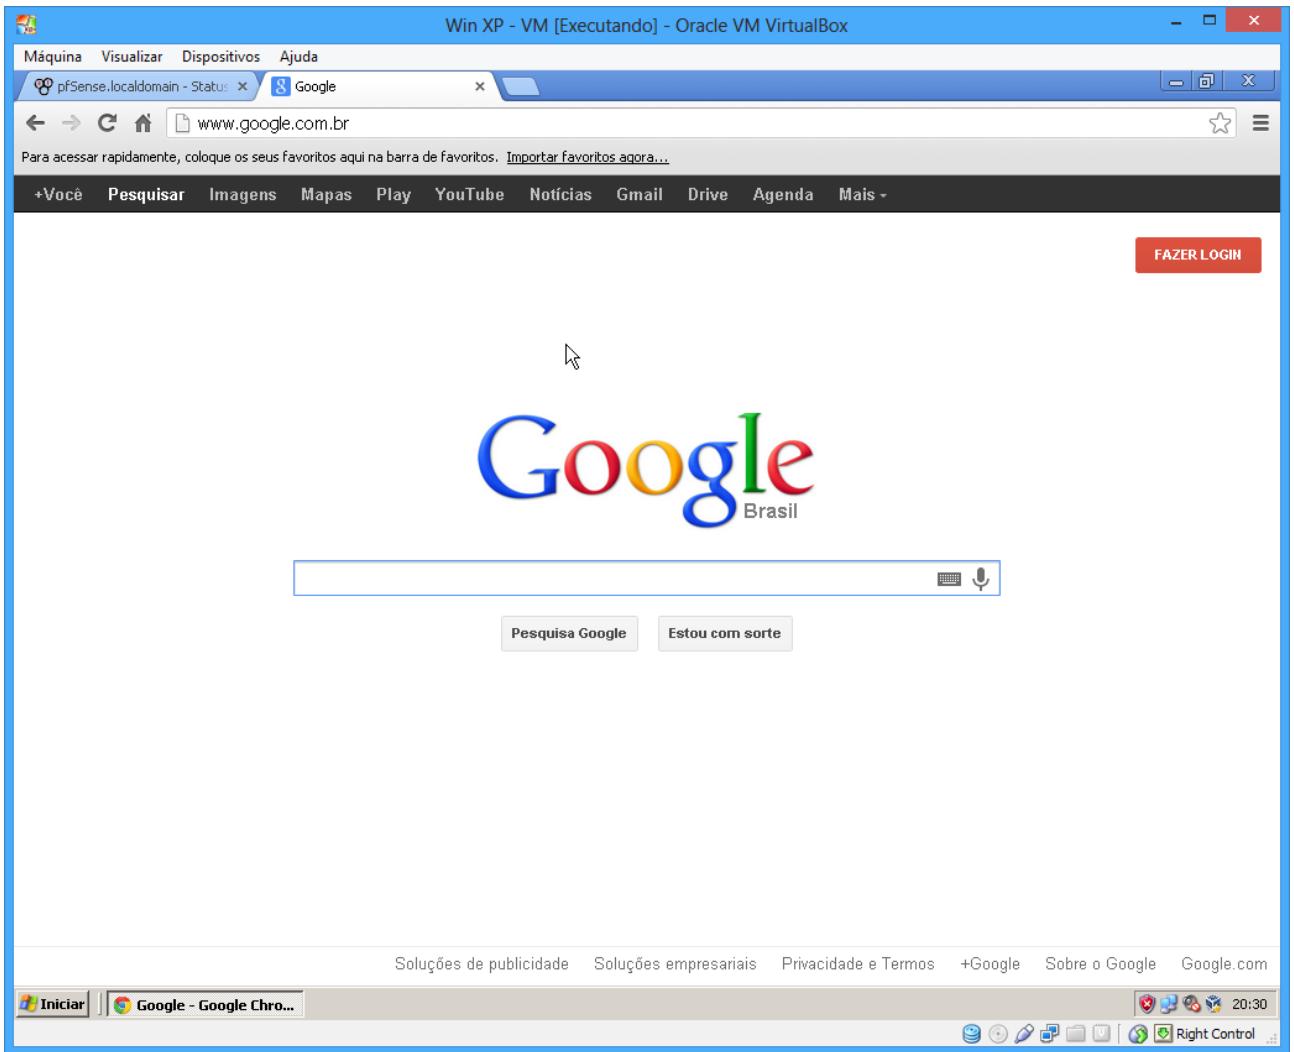 Win XP - VM [Executando] - Oracle VM VirtualBox
Máquina Visualizar Dispositivos Ajuda
pfSense.localdomain - Status Google
www.google.com.br
Para acessar rapidamente, coloque os seus favoritos aqui na barra de favoritos. Importar favoritos agora...
+Você Pesquisar Imagens Mapas Play YouTube Notícias Gmail Drive Agenda Mais
FAZER LOGIN
Google
Brasil
Pesquisa Google Estou com sorte
Soluções de publicidade Soluções empresariais Privacidade e Termos +Google Sobre o Google Google.com
Iniciar Google - Google Chro... 20:30
Right Control